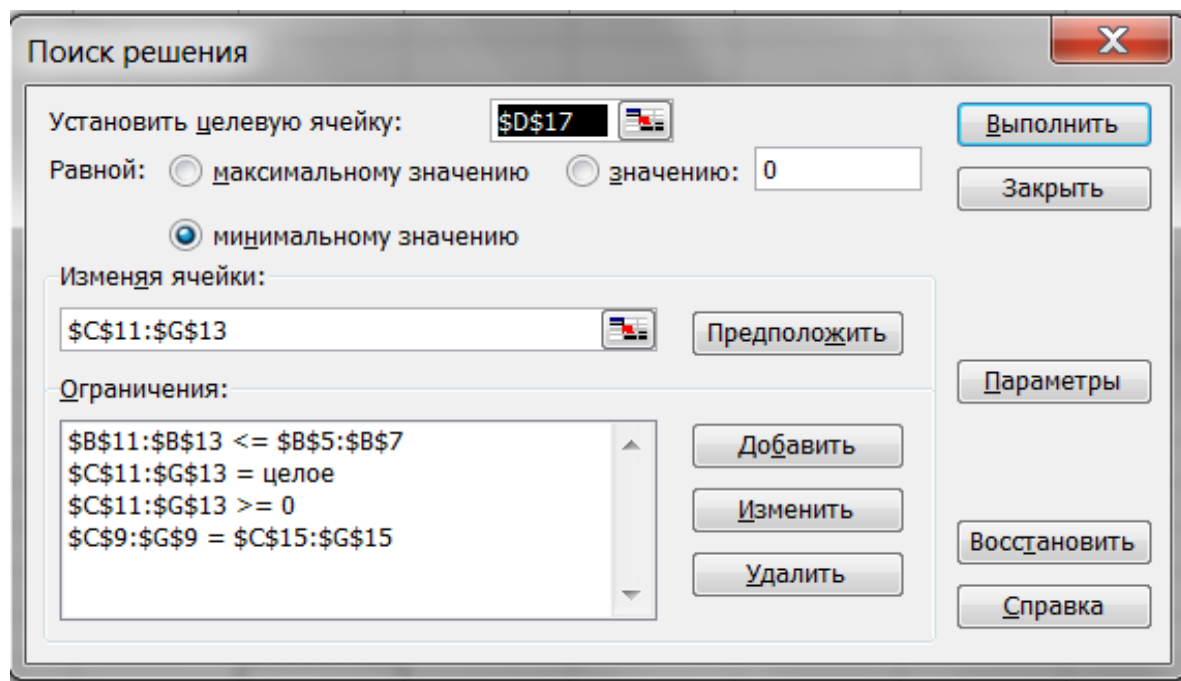 Поиск решения
Установить целевую ячейку: $D$17
Выполнить
Равной: максимальному значению значению: 0
Закрыть
минимальному значению
Изменяя ячейки:
$C$11:$G$13
Предположить
Параметры
Ограничения:
$B$11:$B$13 <= $B$5:$B$7
$C$11:$G$13 = целое
$C$11:$G$13 >= 0
$C$9:$G$9 = $C$15:$G$15
Добавить
Изменить
Удалить
Восстановить
Справка